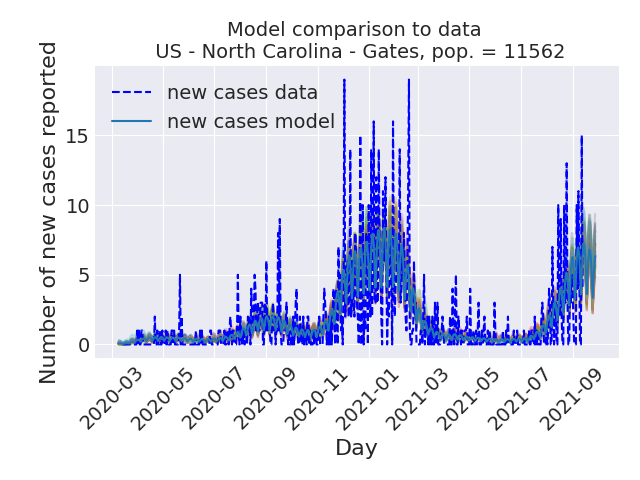 Model comparison to data
US - North Carolina - Gates, pop. = 11562
Number of new cases reported
new cases data
new cases model
15
10
5
0
2020-03
2020-05
2020-07
2020-09
2020-11
2021-01
2021-03
2021-05
2021-07
2021-09
Day